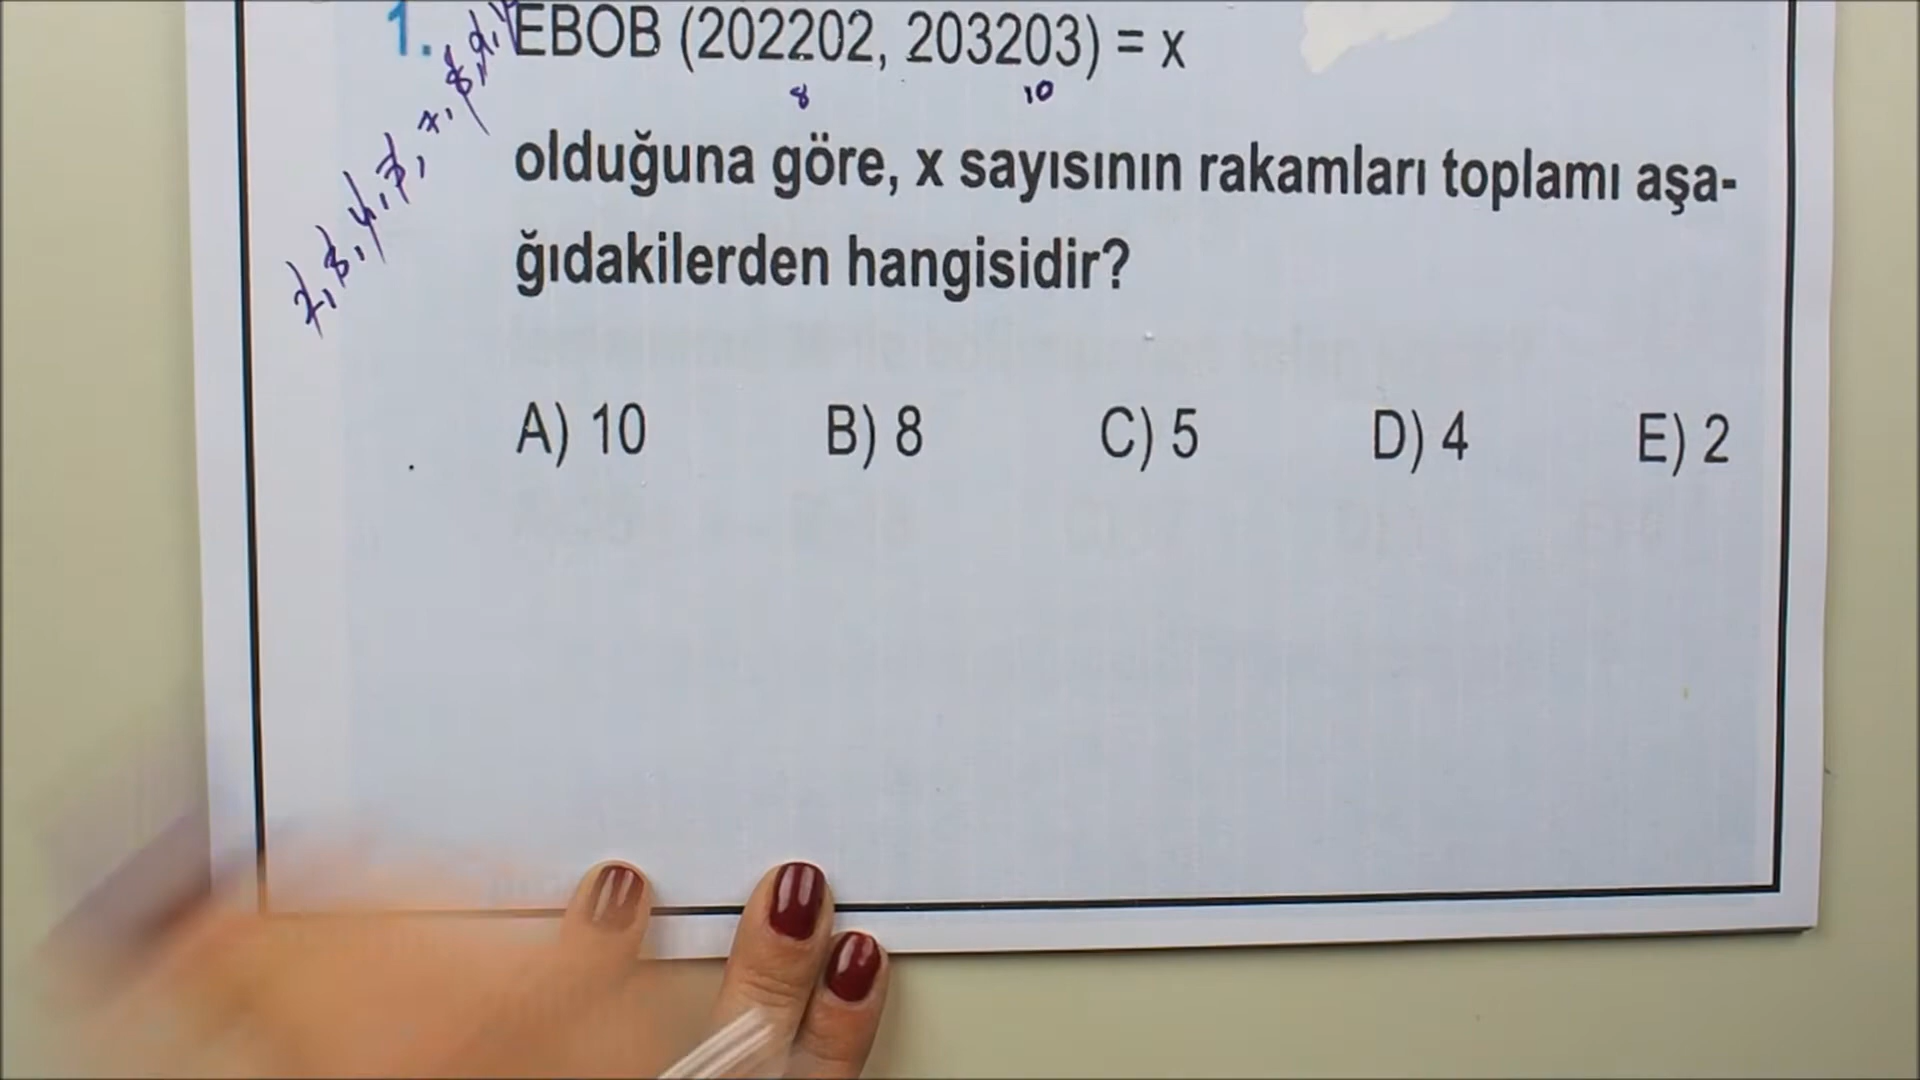 1. EBOB (202202, 203203) = x
8 10
olduğuna göre, x sayısının rakamları toplamı aşa-
ğıdakilerden hangisidir?
A) 10 B) 8 C) 5 D) 4 E) 2